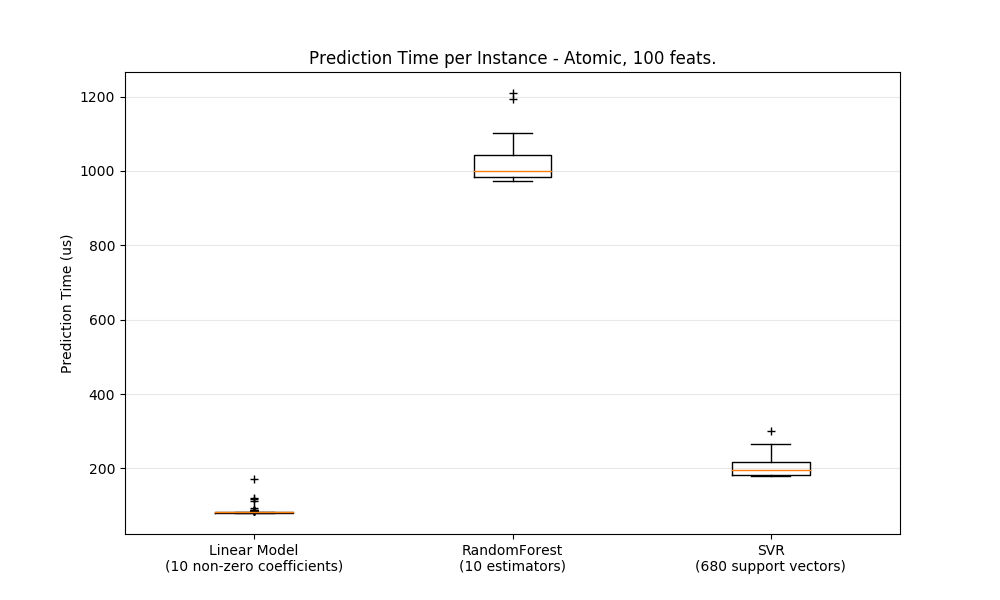 Prediction Time per Instance - Atomic, 100 feats.
Prediction Time (us)
1200
1000
800
600
400
200
Linear Model
(10 non-zero coefficients)
RandomForest
(10 estimators)
SVR
(680 support vectors)